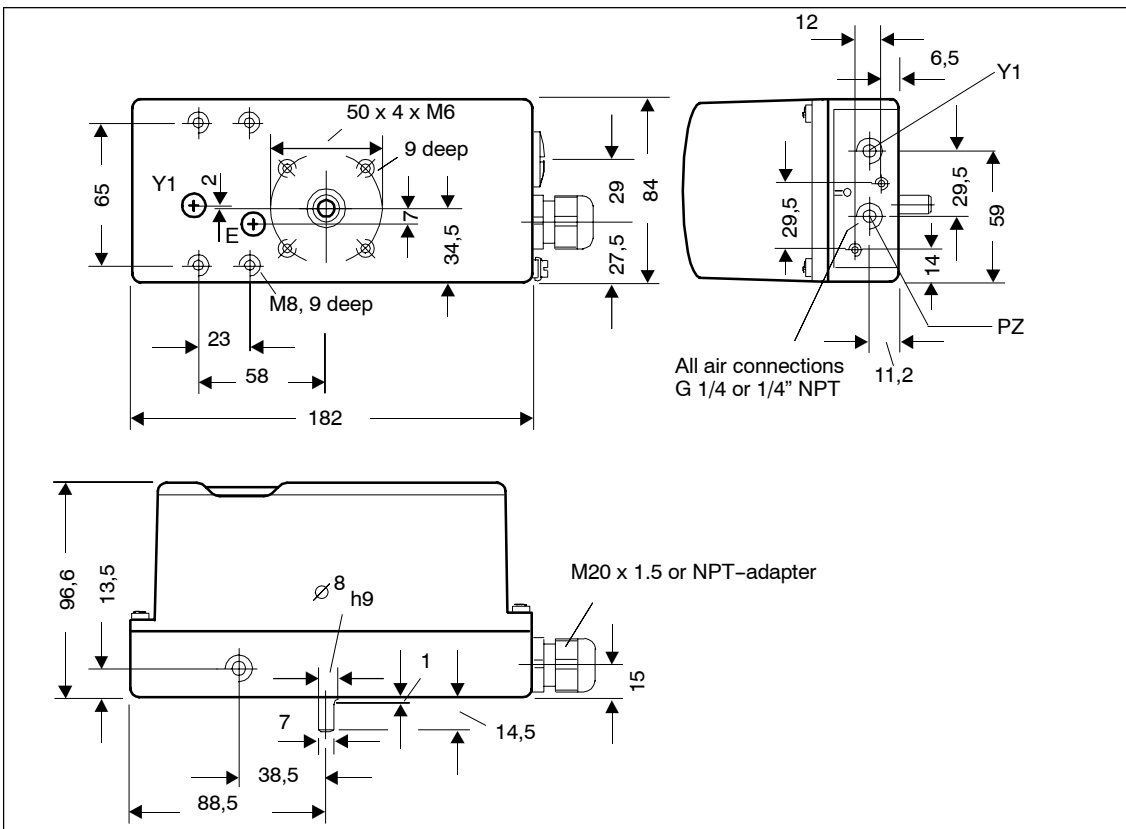 50 x 4 x M6
9 deep
65
Y1
2
E
7
34,5
29
27,5
84
M8, 9 deep
23
58
182
12
6,5
Y1
29,5
29,5
59
14
PZ
11,2
All air connections
G 1/4 or 1/4” NPT
96,6
13,5
⌀ 8
h9
M20 x 1.5 or NPT–adapter
1
15
14,5
7
38,5
88,5